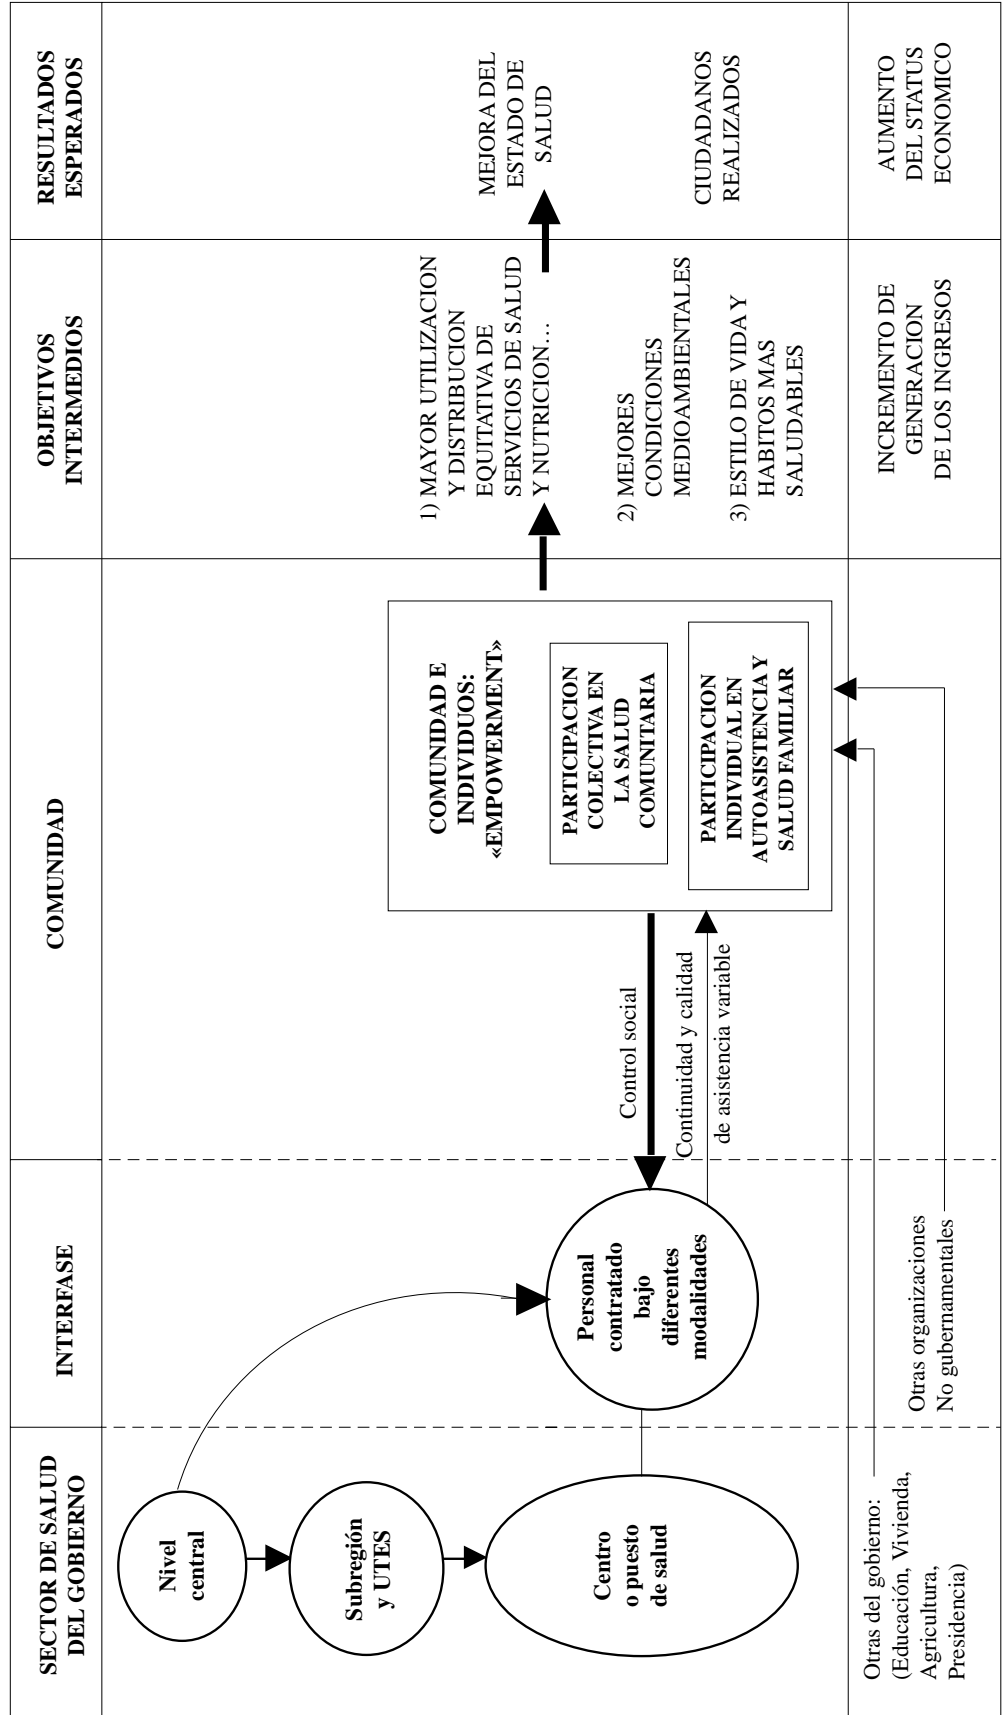 SECTOR DE SALUD
DEL GOBIERNO
INTERFASE
COMUNIDAD
OBJETIVOS
INTERMEDIOS
RESULTADOS
ESPERADOS
Nivel
central
Subregión
y UTES
Centro
o puesto
de salud
Personal
contratado
bajo
diferentes
modalidades
Control social
Continuidad y calidad
de asistencia variable
COMUNIDAD E
INDIVIDUOS:
«EMPOWERMENT»
PARTICIPACION
COLECTIVA EN
LA SALUD
COMUNITARIA
PARTICIPACION
INDIVIDUAL EN
AUTOASISTENCIA Y
SALUD FAMILIAR
1) MAYOR UTILIZACION
Y DISTRIBUCION
EQUITATIVA DE
SERVICIOS DE SALUD
Y NUTRICION…
2) MEJORES
CONDICIONES
MEDIOAMBIENTALES
3) ESTILO DE VIDA Y
HABITOS MAS
SALUDABLES
MEJORA DEL
ESTADO DE
SALUD
CIUDADANOS
REALIZADOS
Otras del gobierno:
(Educación, Vivienda,
Agricultura,
Presidencia)
Otras organizaciones
No gubernamentales
INCREMENTO DE
GENERACION
DE LOS INGRESOS
AUMENTO
DEL STATUS
ECONOMICO